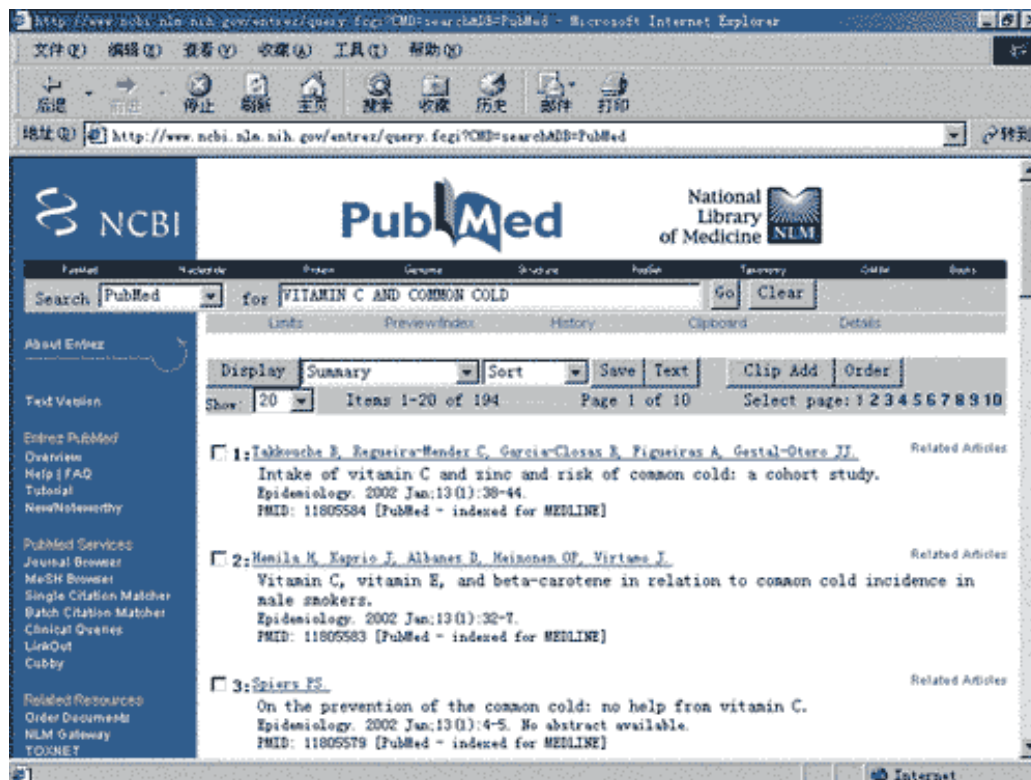 http://www.ncbi.nlm.nih.gov/entrez/query.fcgi?CMD=search&DB=PubMed - Microsoft Internet Explorer
文件(F) 编辑(E) 查看(V) 收藏(A) 工具(T) 帮助(H)
后退 前进 停止 刷新 主页 搜索 收藏 历史 邮件 打印
地址(D) http://www.ncbi.nlm.nih.gov/entrez/query.fcgi?CMD=search&DB=PubMed 转到
NCBI
PubMed
National
Library
of Medicine NLM
PubMed Nucleotide Protein Genome Structure PopSet Taxonomy OMIM Books
Search PubMed for VITAMIN C AND COMMON COLD Go Clear
Limits Preview/Index History Clipboard Details
About Entrez
Display Summary Sort Save Text Clip Add Order
Show: 20 Items 1-20 of 194 Page 1 of 10 Select page: 1 2 3 4 5 6 7 8 9 10
Text Version
Entrez PubMed
Overview
Help | FAQ
Tutorial
New/Noteworthy
PubMed Services
Journal Browser
MeSH Browser
Single Citation Matcher
Batch Citation Matcher
Clinical Queries
LinkOut
Cubby
Related Resources
Order Documents
NLM Gateway
TOXNET
1: Takkouche B, Regueira-Mendez C, Garcia-Closas R, Figueiras A, Gestal-Otero JJ. Related Articles
Intake of vitamin C and zinc and risk of common cold: a cohort study.
Epidemiology. 2002 Jan;13(1):38-44.
PMID: 11805584 [PubMed - indexed for MEDLINE]
2: Hemila H, Kaprio J, Albanes D, Heinonen OP, Virtamo J. Related Articles
Vitamin C, vitamin E, and beta-carotene in relation to common cold incidence in
male smokers.
Epidemiology. 2002 Jan;13(1):32-7.
PMID: 11805583 [PubMed - indexed for MEDLINE]
3: Spiers PS. Related Articles
On the prevention of the common cold: no help from vitamin C.
Epidemiology. 2002 Jan;13(1):4-5. No abstract available.
PMID: 11805579 [PubMed - indexed for MEDLINE]
Internet